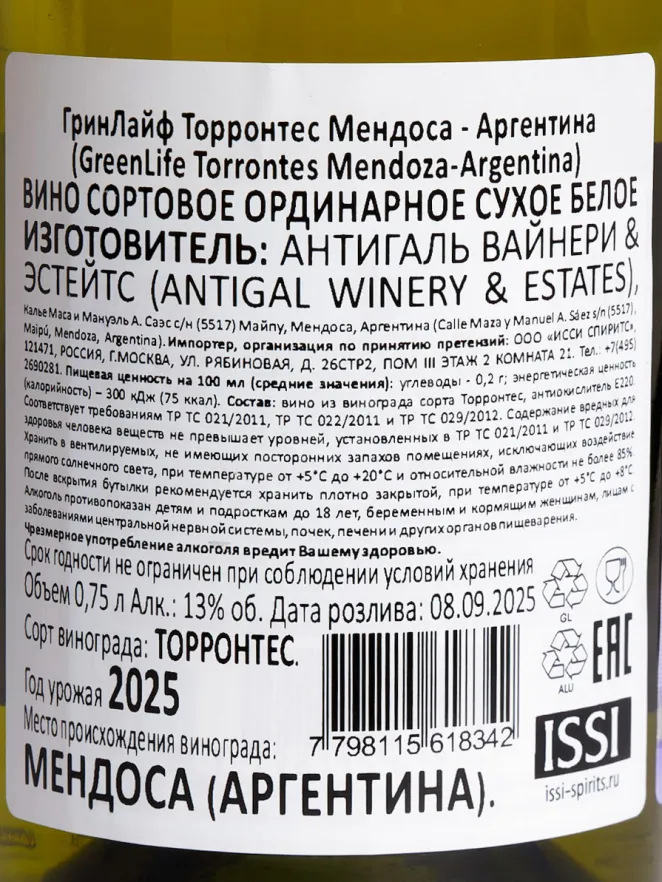 ГринЛайф Торронтес Мендоса - Аргентина
(GreenLife Torrontes Mendoza-Argentina)
ВИНО СОРТОВОЕ ОРДИНАРНОЕ СУХОЕ БЕЛОЕ
ИЗГОТОВИТЕЛЬ: АНТИГАЛЬ ВАЙНЕРИ &
ЭСТЕЙТС (ANTIGAL WINERY & ESTATES),
Калье Маса и Мануэль А. Саэс с/н (5517) Майпу, Мендоса, Аргентина (Calle Maza y Manuel A. Sáez s/n (5517),
Maipú, Mendoza, Argentina). Импортер, организация по принятию претензий: ООО «ИССИ СПИРИТС»,
121471, РОССИЯ, Г.МОСКВА, УЛ. РЯБИНОВАЯ, Д. 26СТР2, ПОМ III ЭТАЖ 2 КОМНАТА 21. Тел.: +7(495)
2690281. Пищевая ценность на 100 мл (средние значения): углеводы - 0,2 г; энергетическая ценность
(калорийность) – 300 кДж (75 ккал). Состав: вино из винограда сорта Торронтес, антиокислитель Е220.
Соответствует требованиям ТР ТС 021/2011, ТР ТС 022/2011 и ТР ТС 029/2012. Содержание вредных для
здоровья человека веществ не превышает уровней, установленных в ТР ТС 021/2011 и ТР ТС 029/2012.
Хранить в вентилируемых, не имеющих посторонних запахов помещениях, исключающих воздействие
прямого солнечного света, при температуре от +5°С до +20°С и относительной влажности не более 85%.
После вскрытия бутылки рекомендуется хранить плотно закрытой, при температуре от +5°С до +8°С
Алкоголь противопоказан детям и подросткам до 18 лет, беременным и кормящим женщинам, лицам с
заболеваниями центральной нервной системы, почек, печени и других органов пищеварения.
Чрезмерное употребление алкоголя вредит Вашему здоровью.
Срок годности не ограничен при соблюдении условий хранения
Объем 0,75 л Алк.: 13% об. Дата розлива: 08.09.2025
GL
Сорт винограда: ТОРРОНТЕС.
ALU
EAC
Год урожая 2025
Место происхождения винограда:
7 798115 618342
ISSI
МЕНДОСА (АРГЕНТИНА).
issi-spirits.ru